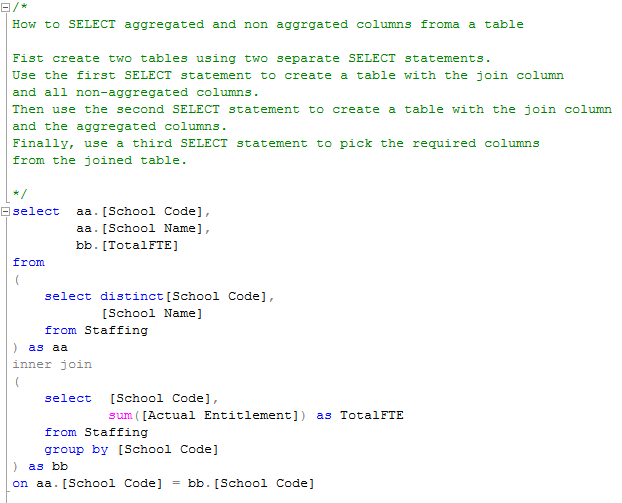 /*
How to SELECT aggregated and non aggrgated columns froma a table

Fist create two tables using two separate SELECT statements.
Use the first SELECT statement to create a table with the join column
and all non-aggregated columns.
Then use the second SELECT statement to create a table with the join column
and the aggregated columns.
Finally, use a third SELECT statement to pick the required columns
from the joined table.

*/
select  aa.[School Code],
        aa.[School Name],
        bb.[TotalFTE]
from
(
    select distinct[School Code],
           [School Name]
    from Staffing
) as aa
inner join
(
    select  [School Code],
            sum([Actual Entitlement]) as TotalFTE
    from Staffing
    group by [School Code]
) as bb
on aa.[School Code] = bb.[School Code]